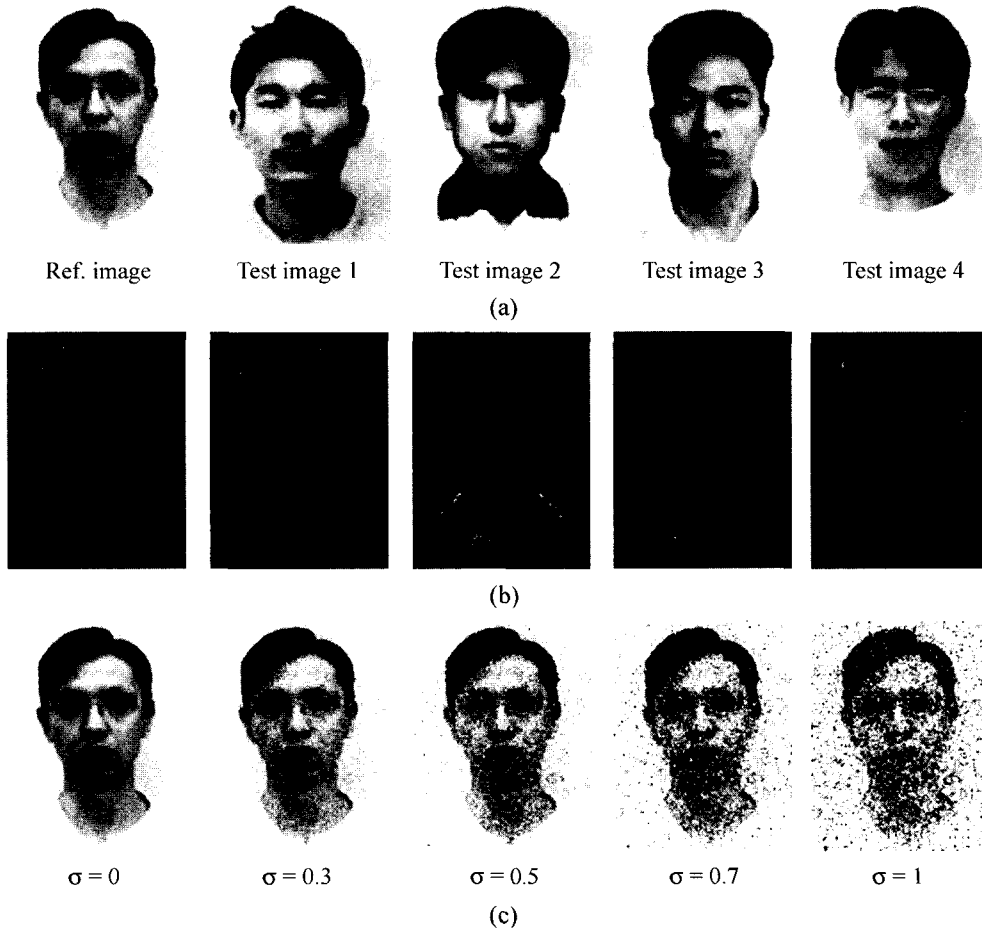 Ref. image Test image 1 Test image 2 Test image 3 Test image 4
(a)
(b)
σ = 0 σ = 0.3 σ = 0.5 σ = 0.7 σ = 1
(c)